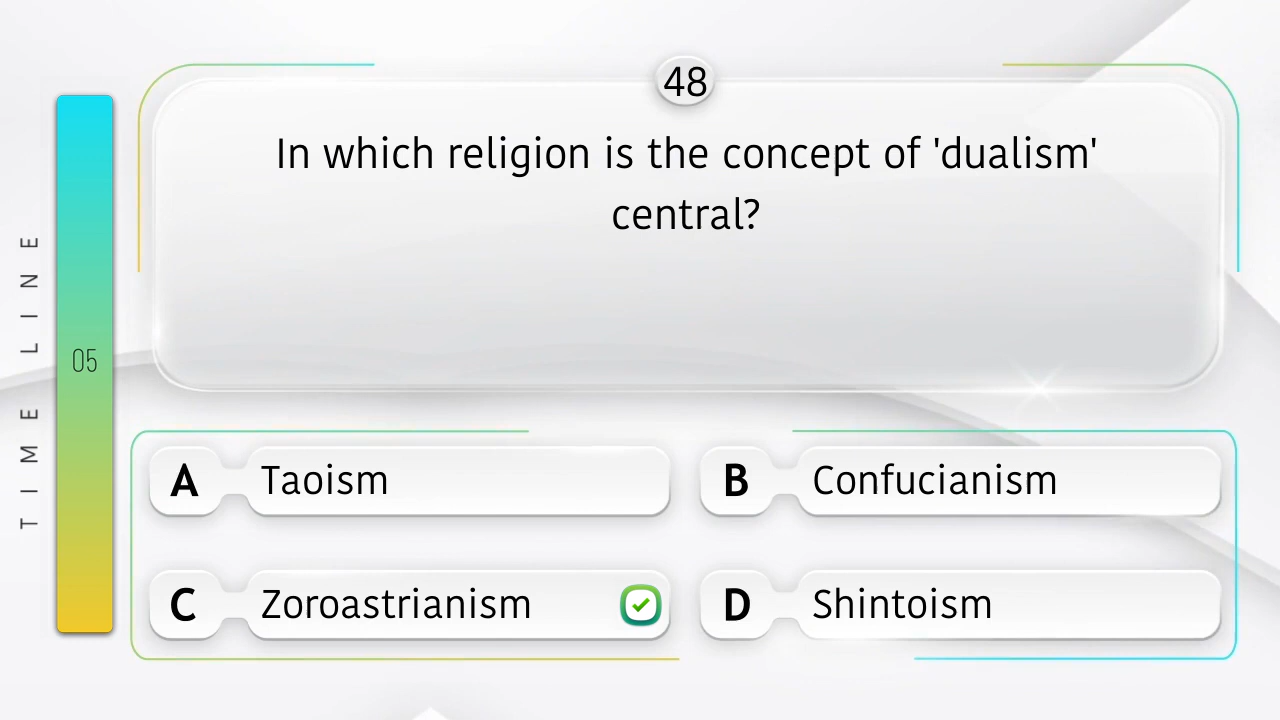 48
In which religion is the concept of 'dualism'
central?
TIME LINE
05
A Taoism
B Confucianism
C Zoroastrianism
D Shintoism